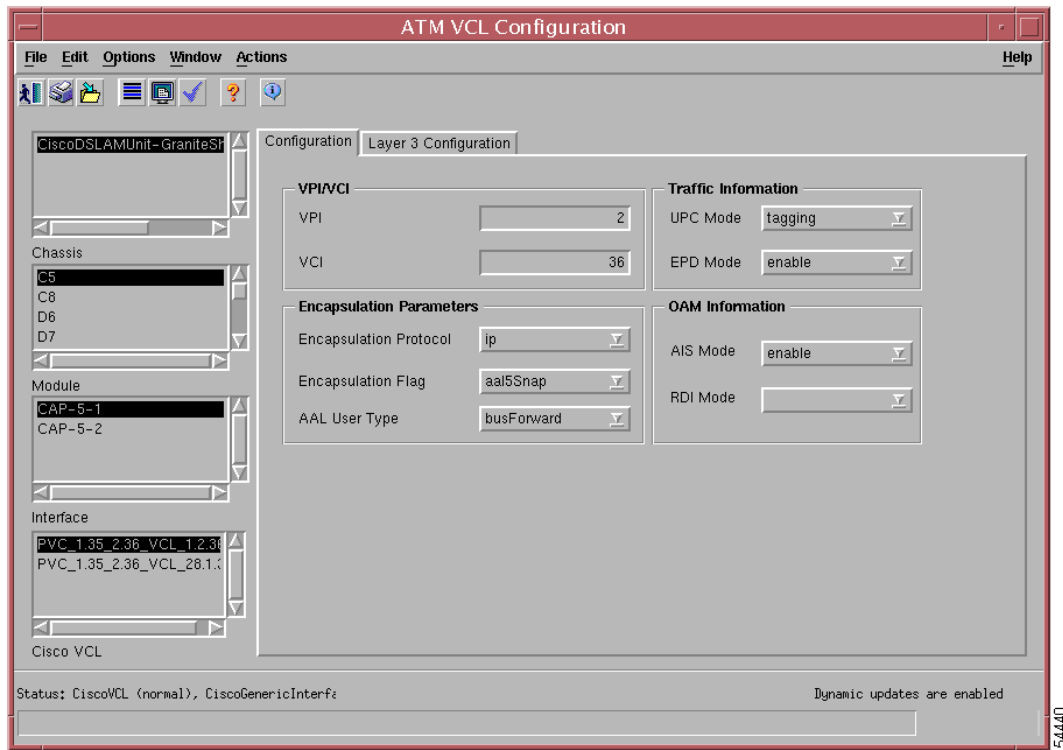 ATM VCL Configuration
File Edit Options Window Actions Help
CiscoDSLAMUnit-GraniteSh
Chassis
C5
C8
D6
D7
Module
CAP-5-1
CAP-5-2
Interface
PVC_1.35_2.36_VCL_1.2.36
PVC_1.35_2.36_VCL_28.1.3
Cisco VCL
Configuration
Layer 3 Configuration
VPI/VCI
VPI 2
VCI 36
Traffic Information
UPC Mode tagging
EPD Mode enable
Encapsulation Parameters
Encapsulation Protocol ip
Encapsulation Flag aal5Snap
AAL User Type busForward
OAM Information
AIS Mode enable
RDI Mode
Status: CiscoVCL (normal), CiscoGenericInterfa
Dynamic updates are enabled
54440